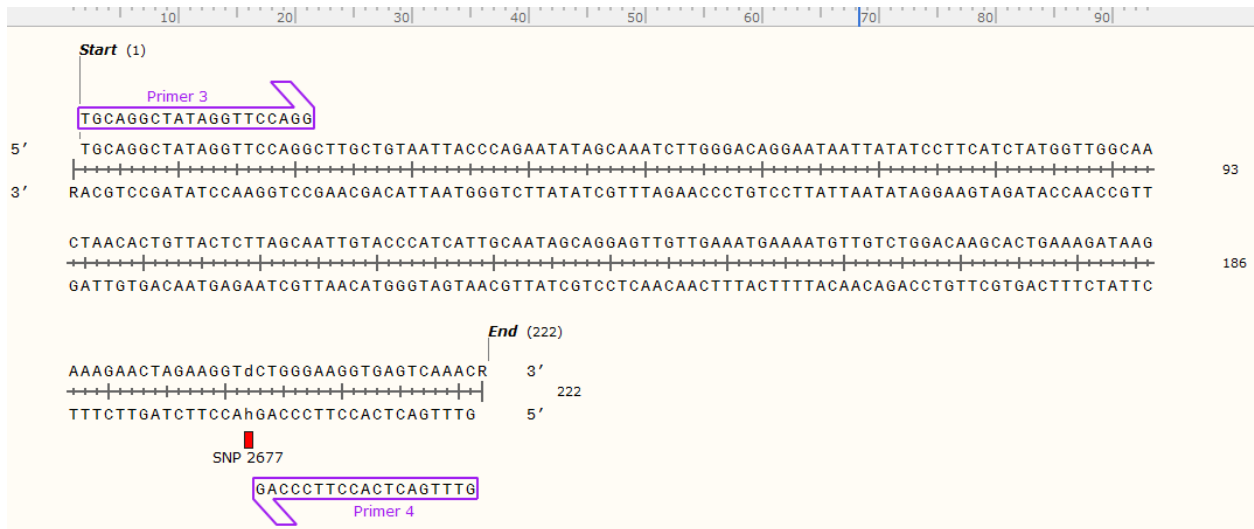 10 20 30 40 50 60 70 80 90
Start (1)
Primer 3
TGCAGGCTATAGGTTCCAGG
5′ TGCAGGCTATAGGTTCCAGGCTTGCTGTAATTACCCAGAATATAGCAAATCTTGGGACAGGAATAATTATATCCTTCATCTATGGTTGGCAA
93
3′ RACGTCCGATATCCAAGGTCCGAACGACATTAATGGGTCTTATATCGTTTAGAACCCTGTCCTTATTAATATAGGAAGTAGATACCAACCGTT
CTAACACTGTTACTCTTAGCAATTGTACCCATCATTGCAATAGCAGGAGTTGTTGAAATGAAAATGTTGTCTGGACAAGCACTGAAAGATAAG
186
GATTGTGACAATGAGAATCGTTAACATGGGTAGTAACGTTATCGTCCTCAACAACTTTACTTTTACAACAGACCTGTTCGTGACTTTCTATTC
End (222)
AAAGAACTAGAAGGTdCTGGGAAGGTGAGTCAAACR 3′
222
TTTCTTGATCTTCCAhGACCCTTCCACTCAGTTTG 5′
SNP 2677
GACCCTTCCACTCAGTTTG
Primer 4